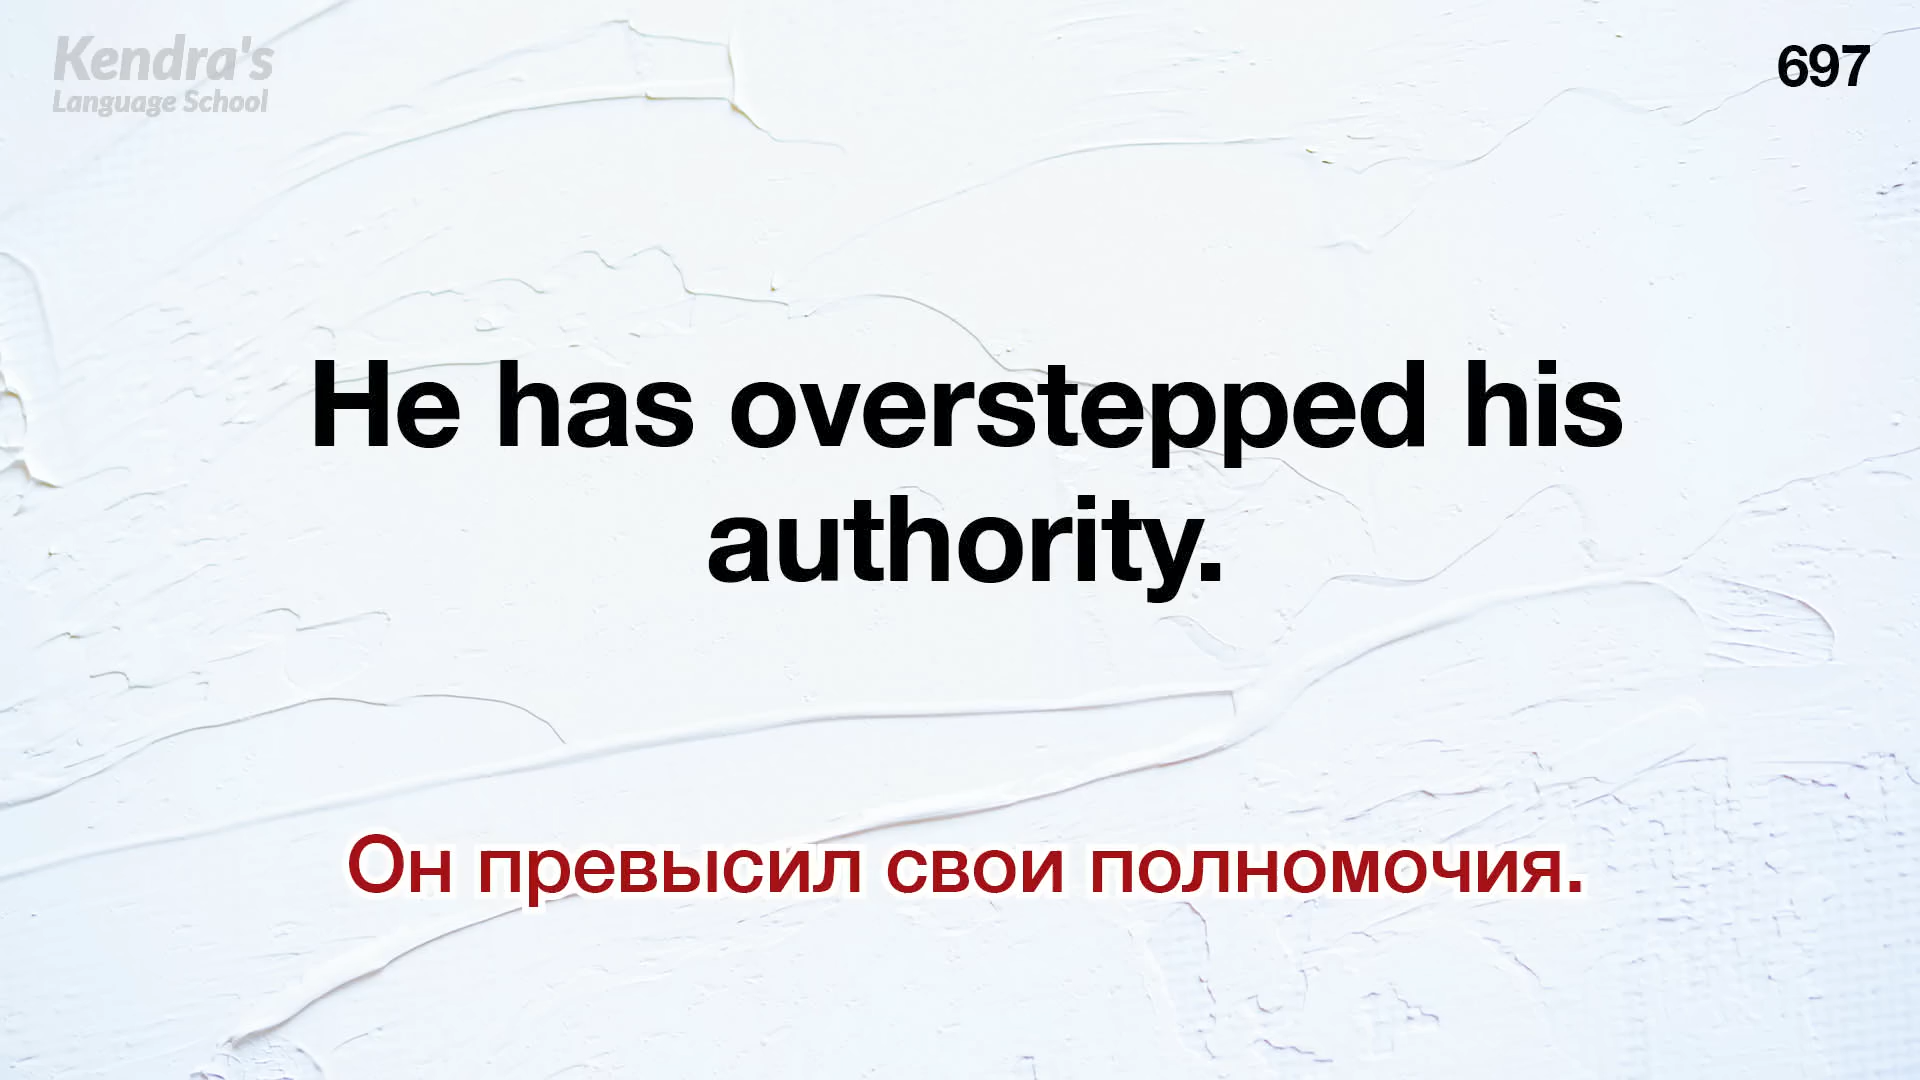 Kendra's
Language School
697
He has overstepped his
authority.
Он превысил свои полномочия.